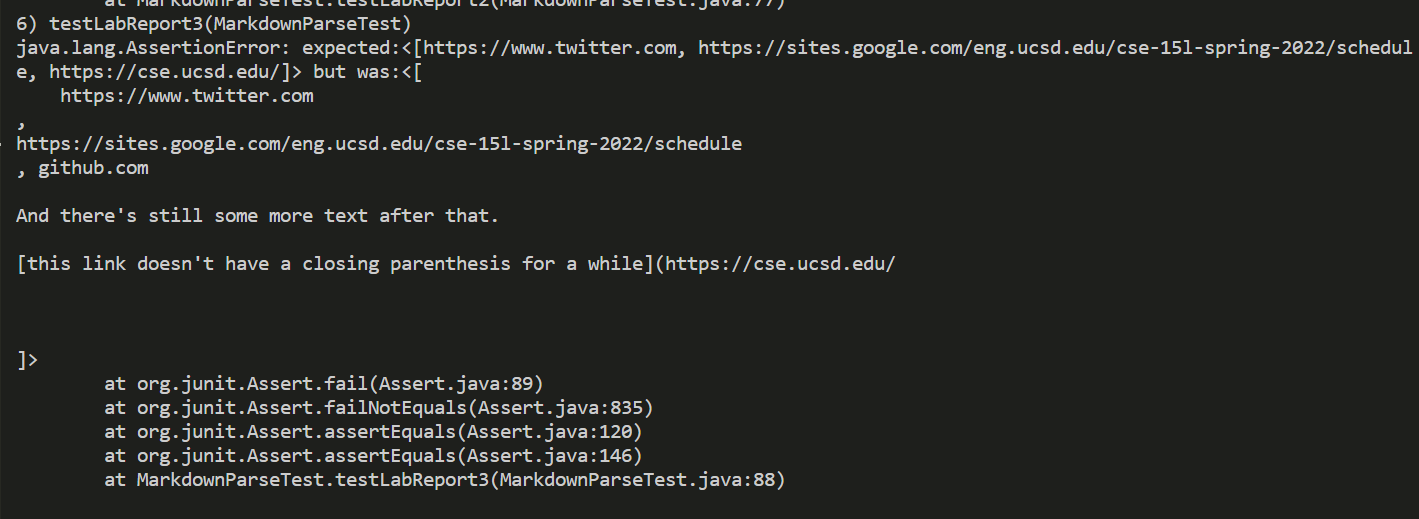 at MarkdownParseTest.testLabReport2(MarkdownParseTest.java:77)
6) testLabReport3(MarkdownParseTest)
java.lang.AssertionError: expected:<[https://www.twitter.com, https://sites.google.com/eng.ucsd.edu/cse-15l-spring-2022/schedul
e, https://cse.ucsd.edu/]> but was:<[
    https://www.twitter.com
,
https://sites.google.com/eng.ucsd.edu/cse-15l-spring-2022/schedule
, github.com

And there's still some more text after that.

[this link doesn't have a closing parenthesis for a while](https://cse.ucsd.edu/



]>
        at org.junit.Assert.fail(Assert.java:89)
        at org.junit.Assert.failNotEquals(Assert.java:835)
        at org.junit.Assert.assertEquals(Assert.java:120)
        at org.junit.Assert.assertEquals(Assert.java:146)
        at MarkdownParseTest.testLabReport3(MarkdownParseTest.java:88)